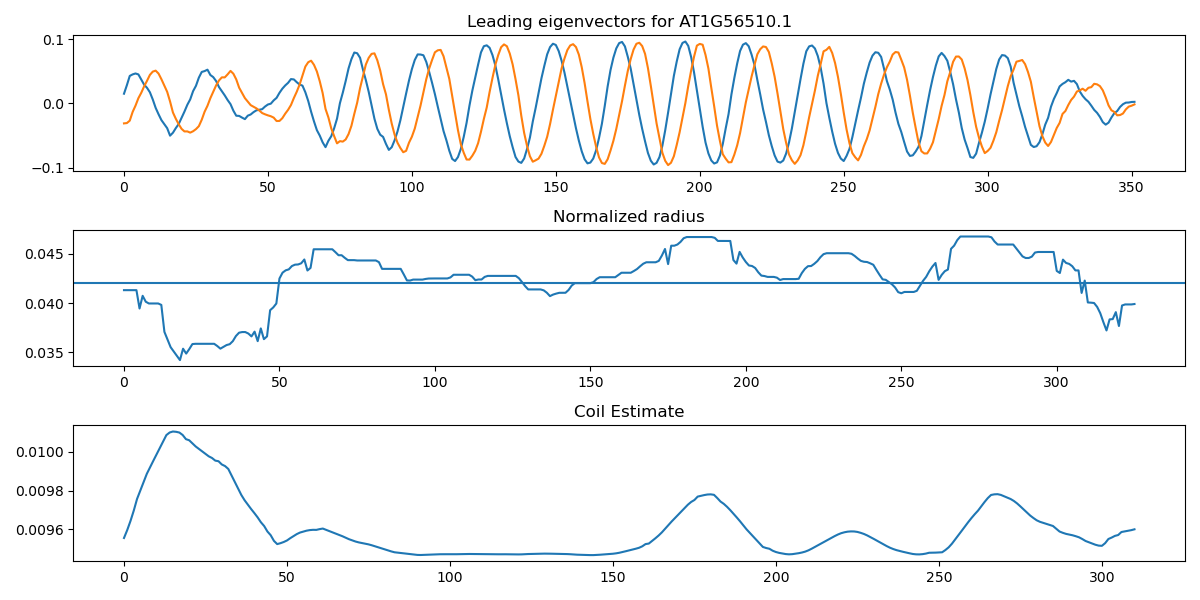 Leading eigenvectors for AT1G56510.1
0.1
0.0
−0.1
0 50 100 150 200 250 300 350
Normalized radius
0.045
0.040
0.035
0 50 100 150 200 250 300
Coil Estimate
0.0100
0.0098
0.0096
0 50 100 150 200 250 300